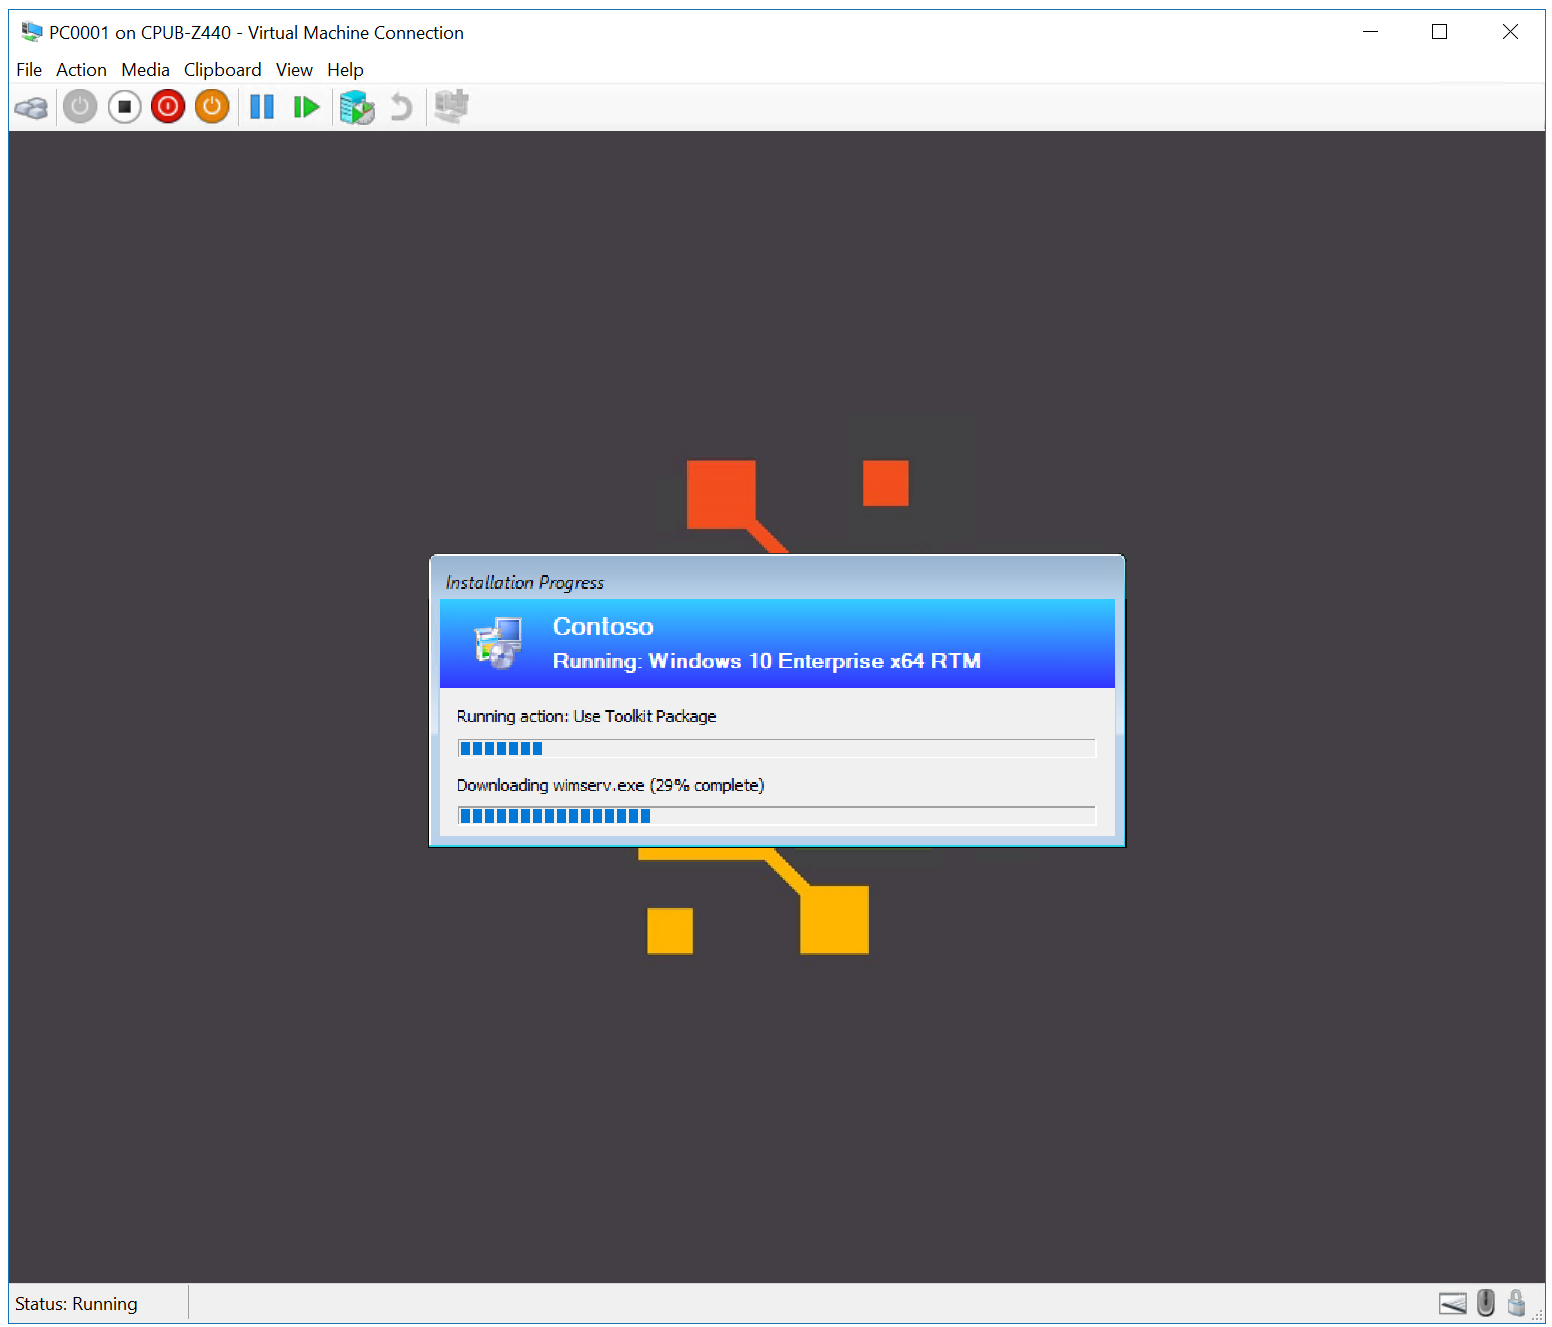 PC0001 on CPUB-Z440 - Virtual Machine Connection
File Action Media Clipboard View Help
Installation Progress
Contoso
Running: Windows 10 Enterprise x64 RTM
Running action: Use Toolkit Package
Downloading wimserv.exe (29% complete)
Status: Running